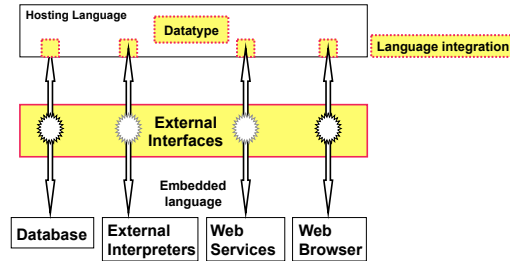 Hosting Language
Datatype
Language integration
External
Interfaces
Embedded
language
Database
External
Interpreters
Web
Services
Web
Browser